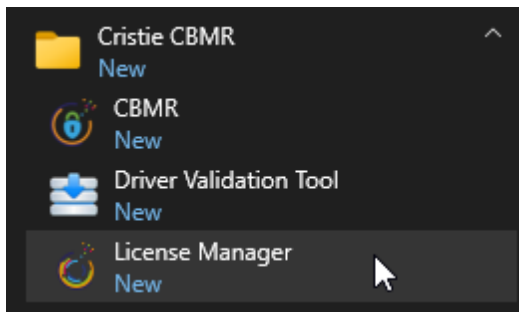 Cristie CBMR
New
CBMR
New
Driver Validation Tool
New
License Manager
New